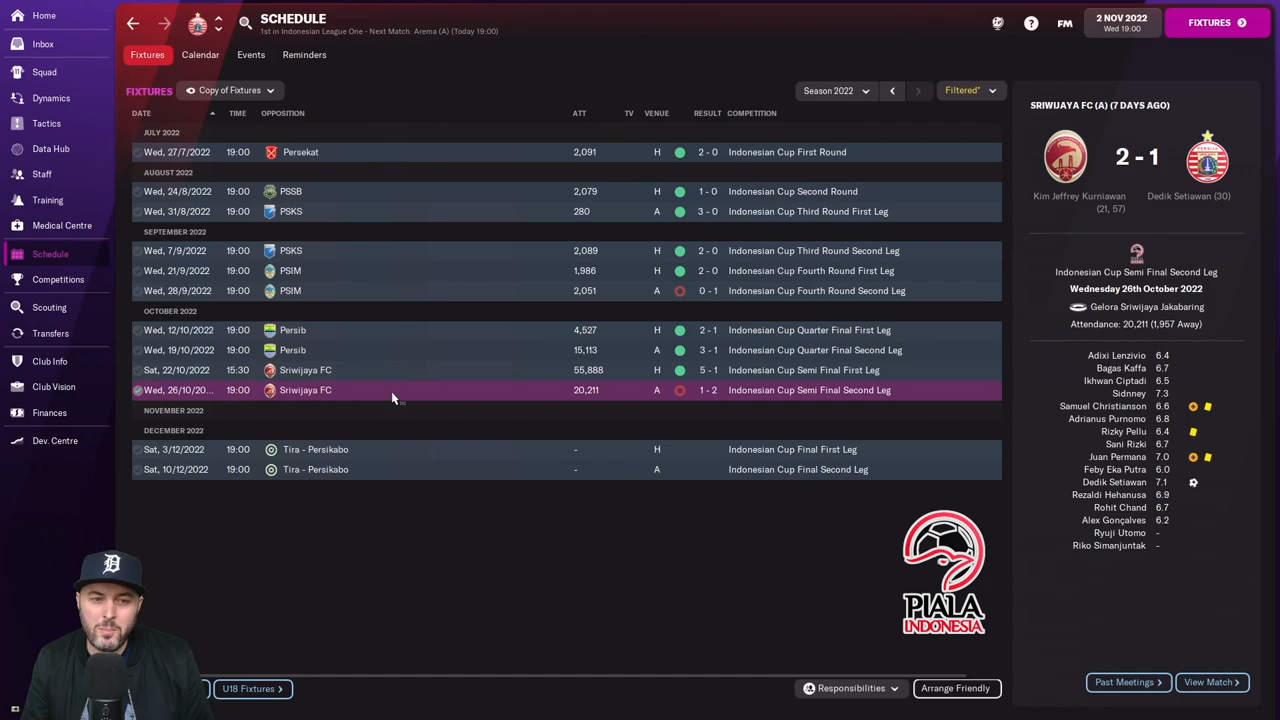 Home
Inbox
Squad
Dynamics
Tactics
Data Hub
Staff
Training
Medical Centre
Schedule
Competitions
Scouting
Transfers
Club Info
Club Vision
Finances
Dev. Centre
SCHEDULE
1st in Indonesian League One - Next Match: Arema (A) (Today 19:00)
FM
2 NOV 2022
Wed 19:00
FIXTURES
Fixtures Calendar Events Reminders
FIXTURES Copy of Fixtures Season 2022 Filtered*
DATE TIME OPPOSITION ATT TV VENUE RESULT COMPETITION
JULY 2022
Wed, 27/7/2022 19:00 Persekat 2,091 H 2 - 0 Indonesian Cup First Round
AUGUST 2022
Wed, 24/8/2022 19:00 PSSB 2,079 H 1 - 0 Indonesian Cup Second Round
Wed, 31/8/2022 19:00 PSKS 280 A 3 - 0 Indonesian Cup Third Round First Leg
SEPTEMBER 2022
Wed, 7/9/2022 19:00 PSKS 2,089 H 2 - 0 Indonesian Cup Third Round Second Leg
Wed, 21/9/2022 19:00 PSIM 1,986 H 2 - 0 Indonesian Cup Fourth Round First Leg
Wed, 28/9/2022 19:00 PSIM 2,051 A 0 - 1 Indonesian Cup Fourth Round Second Leg
OCTOBER 2022
Wed, 12/10/2022 19:00 Persib 4,527 H 2 - 1 Indonesian Cup Quarter Final First Leg
Wed, 19/10/2022 19:00 Persib 15,113 A 3 - 1 Indonesian Cup Quarter Final Second Leg
Sat, 22/10/2022 15:30 Sriwijaya FC 55,888 H 5 - 1 Indonesian Cup Semi Final First Leg
Wed, 26/10/20... 19:00 Sriwijaya FC 20,211 A 1 - 2 Indonesian Cup Semi Final Second Leg
NOVEMBER 2022
DECEMBER 2022
Sat, 3/12/2022 19:00 Tira - Persikabo - H Indonesian Cup Final First Leg
Sat, 10/12/2022 19:00 Tira - Persikabo - A Indonesian Cup Final Second Leg
PIALA
INDONESIA
U18 Fixtures
Responsibilities
Arrange Friendly
SRIWIJAYA FC (A) (7 DAYS AGO)
2 - 1
Kim Jeffrey Kurniawan
(21, 57)
Dedik Setiawan (30)
Indonesian Cup Semi Final Second Leg
Wednesday 26th October 2022
Gelora Sriwijaya Jakabaring
Attendance: 20,211 (1,957 Away)
Adixi Lenzivio 6.4
Bagas Kaffa 6.7
Ikhwan Ciptadi 6.5
Sidnney 7.3
Samuel Christianson 6.6
Adrianus Purnomo 6.8
Rizky Pellu 6.4
Sani Rizki 6.7
Juan Permana 7.0
Feby Eka Putra 6.0
Dedik Setiawan 7.1
Rezaldi Hehanusa 6.9
Rohit Chand 6.7
Alex Gonçalves 6.2
Ryuji Utomo -
Riko Simanjuntak -
Past Meetings
View Match